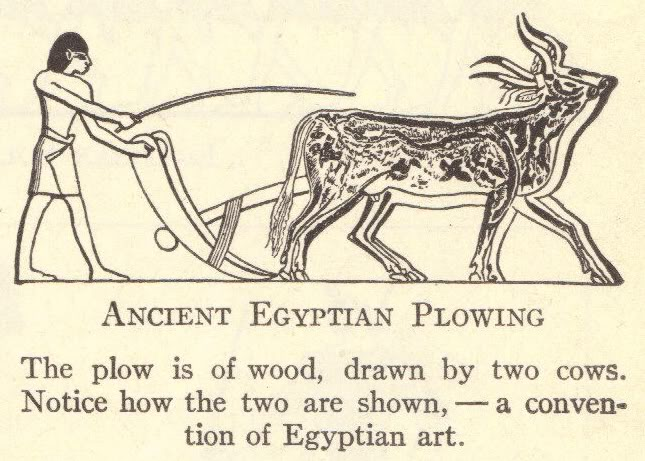 Ancient Egyptian Plowing
The plow is of wood, drawn by two cows.
Notice how the two are shown, — a conven-
tion of Egyptian art.